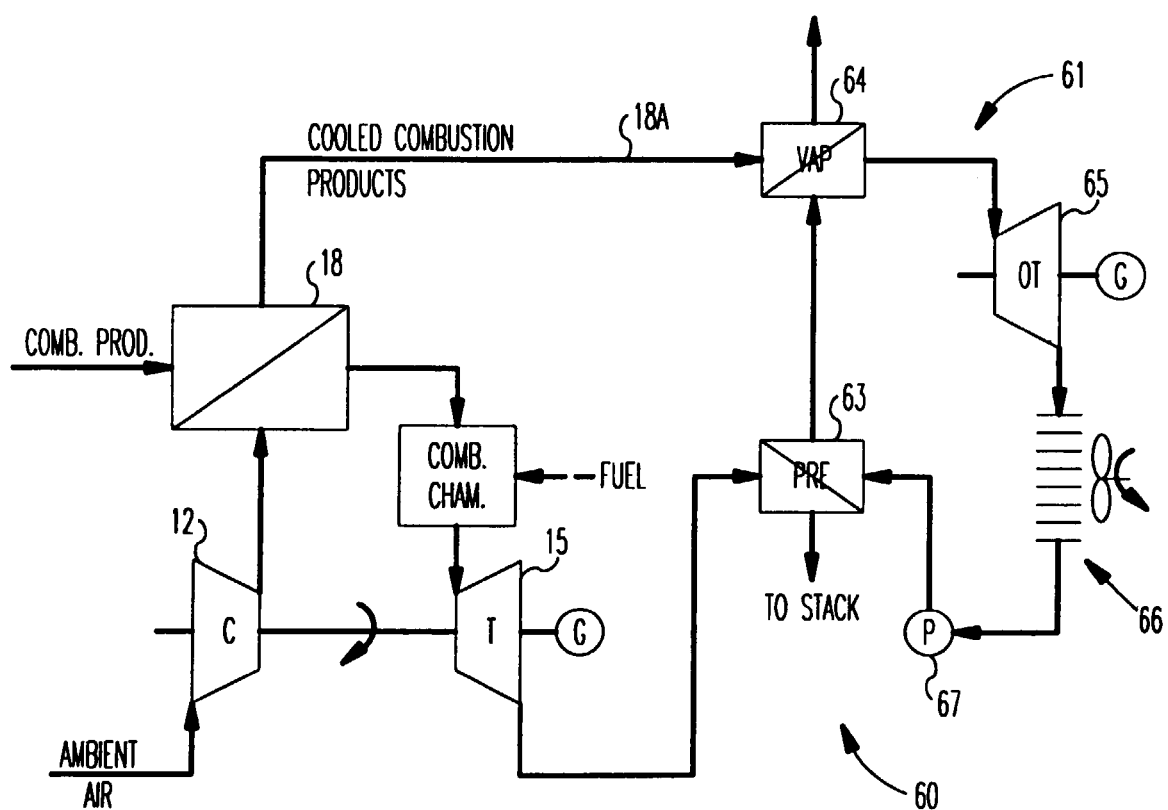 64
61
18A
COOLED COMBUSTION
PRODUCTS
VAP
65
OT
G
18
COMB. PROD.
63
COMB.
CHAM.
FUEL
PRE
12
15
TO STACK
C
T
G
P
66
67
AMBIENT
AIR
60